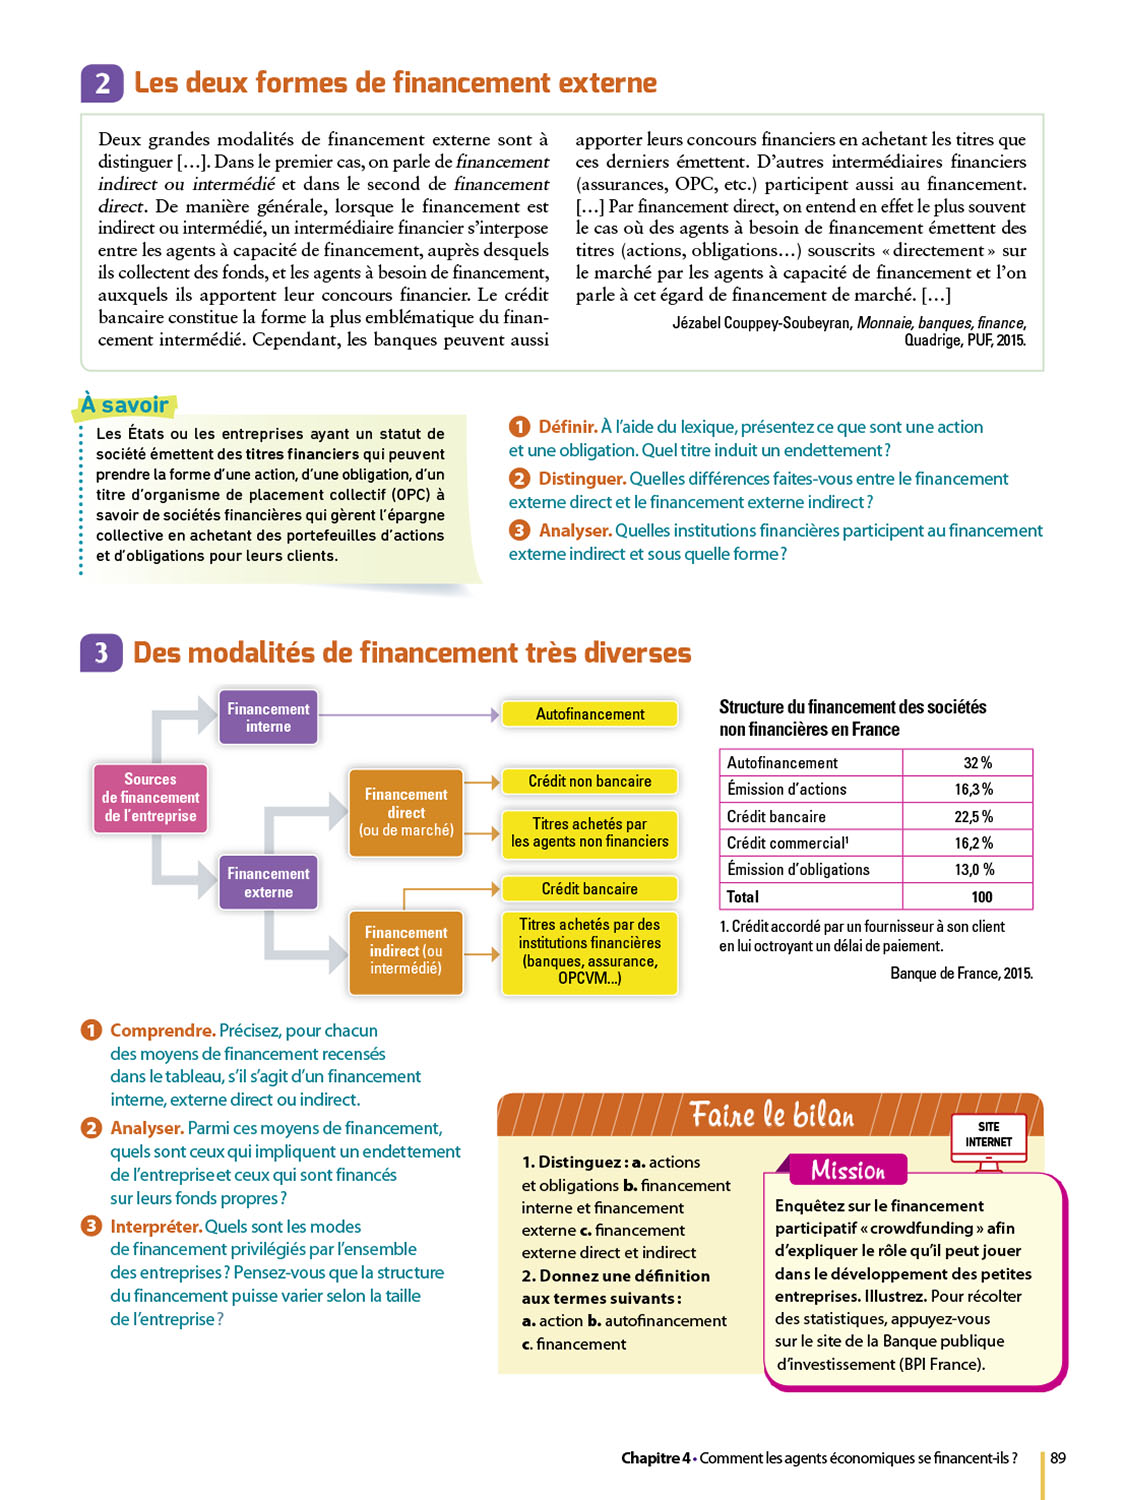 2 Les deux formes de financement externe
Deux grandes modalités de financement externe sont à
distinguer […]. Dans le premier cas, on parle de financement
indirect ou intermédié et dans le second de financement
direct. De manière générale, lorsque le financement est
indirect ou intermédié, un intermédiaire financier s’interpose
entre les agents à capacité de financement, auprès desquels
ils collectent des fonds, et les agents à besoin de financement,
auxquels ils apportent leur concours financier. Le crédit
bancaire constitue la forme la plus emblématique du finan-
cement intermédié. Cependant, les banques peuvent aussi
apporter leurs concours financiers en achetant les titres que
ces derniers émettent. D’autres intermédiaires financiers
(assurances, OPC, etc.) participent aussi au financement.
[…] Par financement direct, on entend en effet le plus souvent
le cas où des agents à besoin de financement émettent des
titres (actions, obligations…) souscrits « directement » sur
le marché par les agents à capacité de financement et l’on
parle à cet égard de financement de marché. […]
Jézabel Couppey-Soubeyran, Monnaie, banques, finance,
Quadrige, PUF, 2015.
À savoir
Les États ou les entreprises ayant un statut de
société émettent des titres financiers qui peuvent
prendre la forme d’une action, d’une obligation, d’un
titre d’organisme de placement collectif (OPC) à
savoir de sociétés financières qui gèrent l’épargne
collective en achetant des portefeuilles d’actions
et d’obligations pour leurs clients.
1 Définir. À l’aide du lexique, présentez ce que sont une action
et une obligation. Quel titre induit un endettement ?
2 Distinguer. Quelles différences faites-vous entre le financement
externe direct et le financement externe indirect ?
3 Analyser. Quelles institutions financières participent au financement
externe indirect et sous quelle forme ?
3 Des modalités de financement très diverses
Sources
de financement
de l’entreprise
Financement
interne
Autofinancement
Financement
externe
Financement
direct
(ou de marché)
Crédit non bancaire
Titres achetés par
les agents non financiers
Financement
indirect (ou
intermédié)
Crédit bancaire
Titres achetés par des
institutions financières
(banques, assurance,
OPCVM...)
Structure du financement des sociétés
non financières en France
Autofinancement 32 %
Émission d’actions 16,3 %
Crédit bancaire 22,5 %
Crédit commercial¹ 16,2 %
Émission d’obligations 13,0 %
Total 100
1. Crédit accordé par un fournisseur à son client
en lui octroyant un délai de paiement.
Banque de France, 2015.
1 Comprendre. Précisez, pour chacun
des moyens de financement recensés
dans le tableau, s’il s’agit d’un financement
interne, externe direct ou indirect.
2 Analyser. Parmi ces moyens de financement,
quels sont ceux qui impliquent un endettement
de l’entreprise et ceux qui sont financés
sur leurs fonds propres ?
3 Interpréter. Quels sont les modes
de financement privilégiés par l’ensemble
des entreprises ? Pensez-vous que la structure
du financement puisse varier selon la taille
de l’entreprise ?
Faire le bilan
1. Distinguez : a. actions
et obligations b. financement
interne et financement
externe c. financement
externe direct et indirect
2. Donnez une définition
aux termes suivants :
a. action b. autofinancement
c. financement
SITE
INTERNET
Mission
Enquêtez sur le financement
participatif « crowdfunding » afin
d’expliquer le rôle qu’il peut jouer
dans le développement des petites
entreprises. Illustrez. Pour récolter
des statistiques, appuyez-vous
sur le site de la Banque publique
d’investissement (BPI France).
Chapitre 4 • Comment les agents économiques se financent-ils ? 89